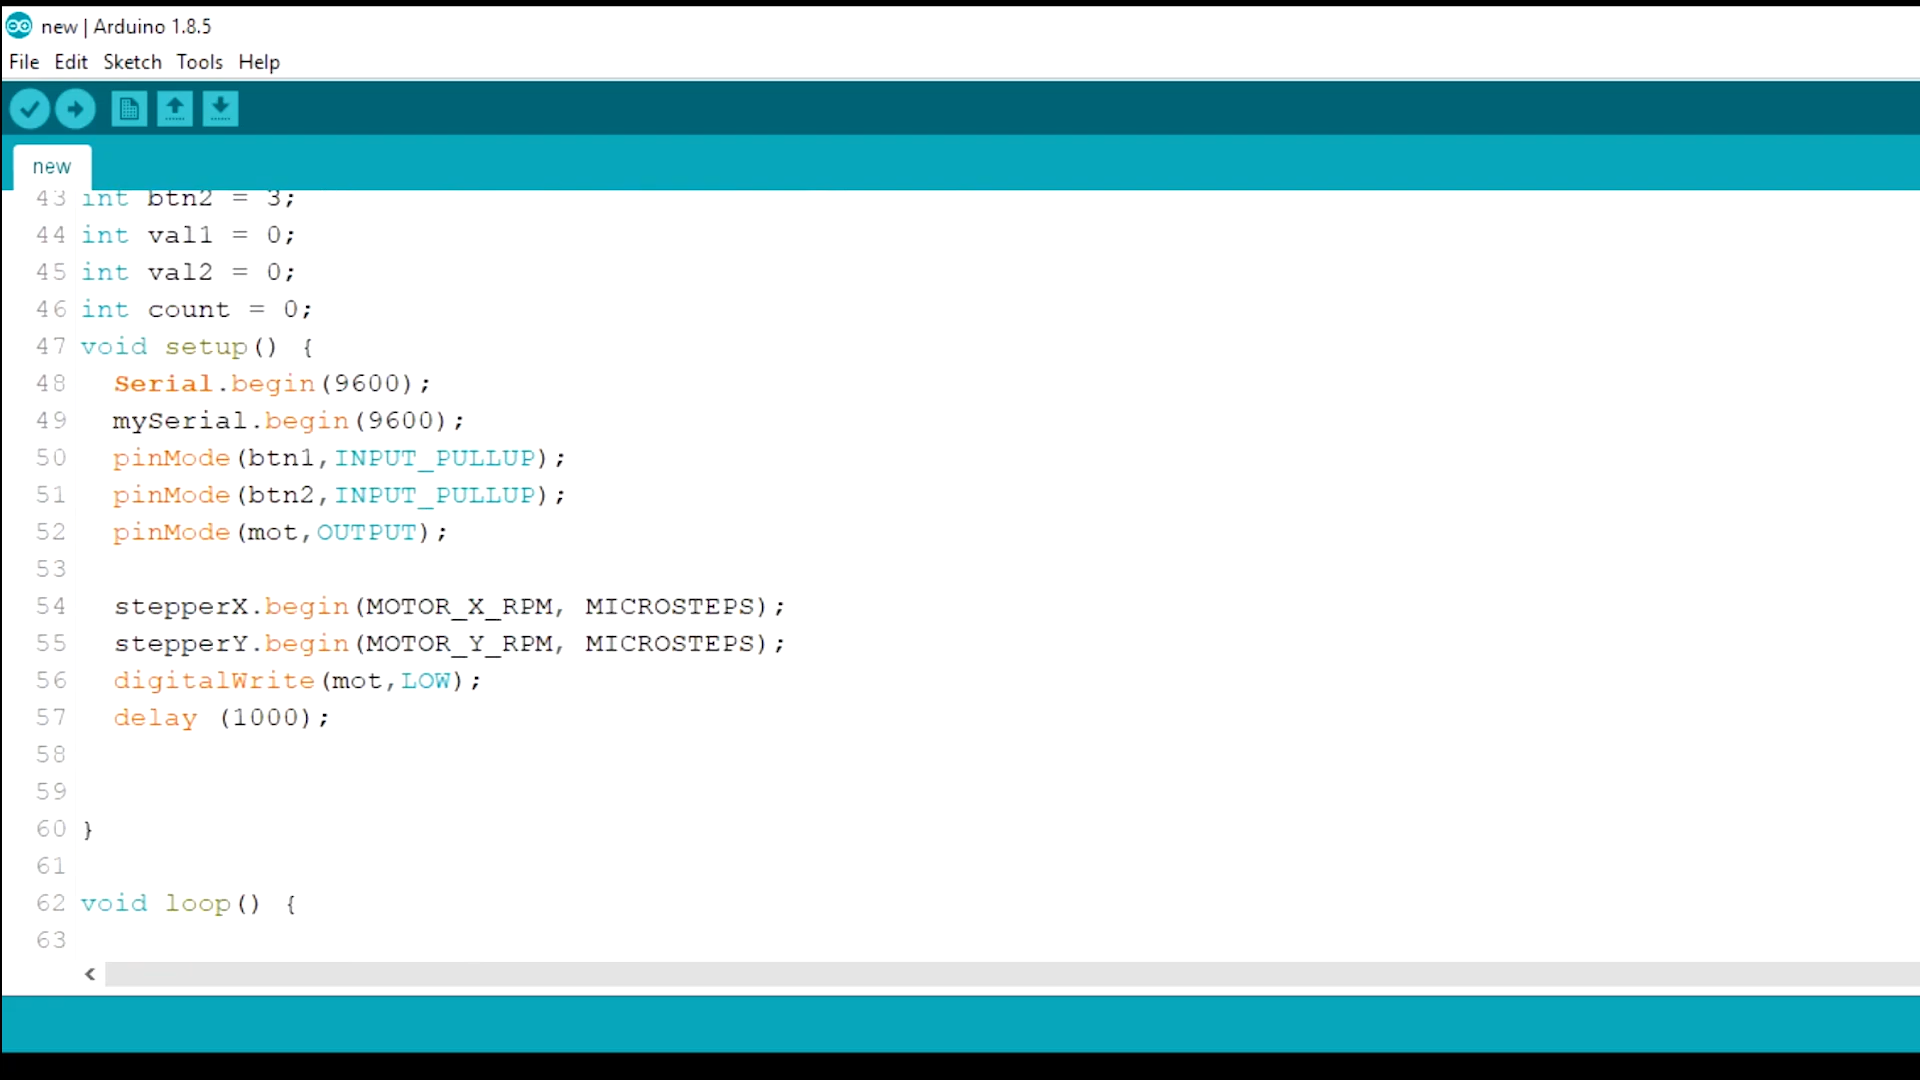 new | Arduino 1.8.5
File Edit Sketch Tools Help
new
43 int btn2 = 3;
44 int val1 = 0;
45 int val2 = 0;
46 int count = 0;
47 void setup() {
48 Serial.begin(9600);
49 mySerial.begin(9600);
50 pinMode(btn1,INPUT_PULLUP);
51 pinMode(btn2,INPUT_PULLUP);
52 pinMode(mot,OUTPUT);
53
54 stepperX.begin(MOTOR_X_RPM, MICROSTEPS);
55 stepperY.begin(MOTOR_Y_RPM, MICROSTEPS);
56 digitalWrite(mot,LOW);
57 delay (1000);
58
59
60 }
61
62 void loop() {
63